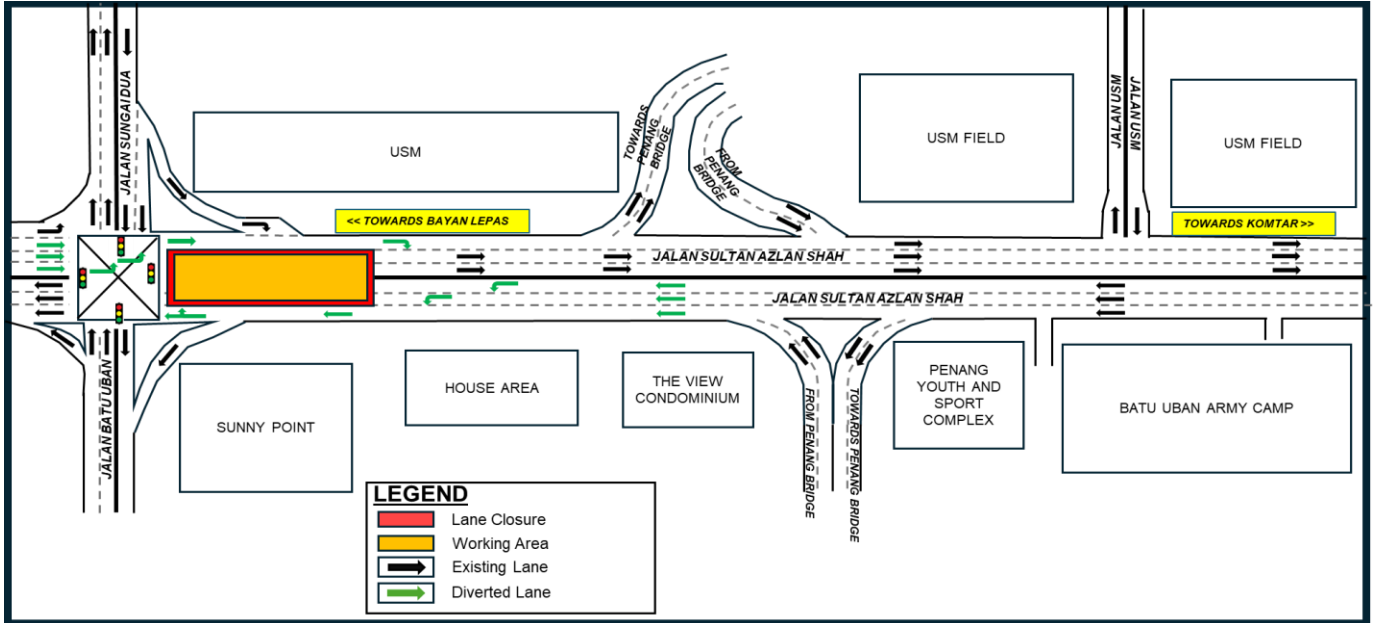 JALAN SUNGAI DUA
USM
<< TOWARDS BAYAN LEPAS
TOWARDS
PENANG
BRIDGE
FROM
PENANG
BRIDGE
USM FIELD
JALAN USM
JALAN USM
USM FIELD
TOWARDS KOMTAR >>
JALAN SULTAN AZLAN SHAH
JALAN SULTAN AZLAN SHAH
JALAN BATU UBAN
SUNNY POINT
HOUSE AREA
THE VIEW
CONDOMINIUM
FROM PENANG BRIDGE
TOWARDS PENANG BRIDGE
PENANG
YOUTH AND
SPORT
COMPLEX
BATU UBAN ARMY CAMP
LEGEND
Lane Closure
Working Area
Existing Lane
Diverted Lane